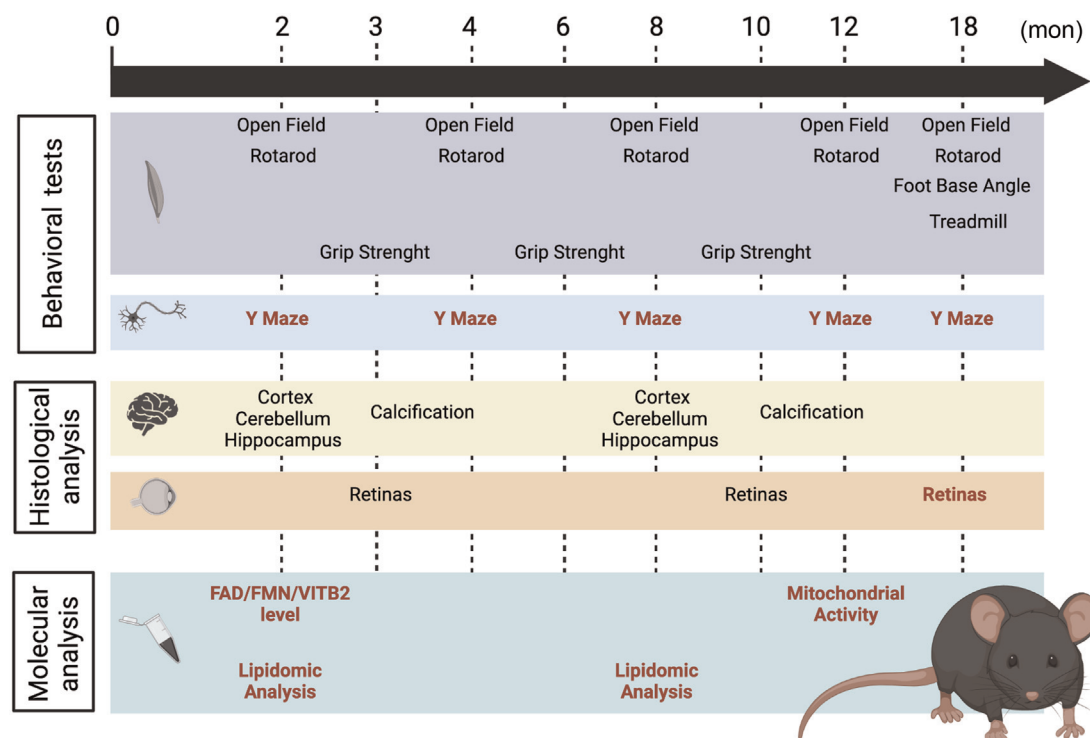 0 2 3 4 6 8 10 12 18 (mon)
Behavioral tests
Open Field Open Field Open Field Open Field Open Field
Rotarod Rotarod Rotarod Rotarod Rotarod
Foot Base Angle
Treadmill
Grip Strenght Grip Strenght Grip Strenght
Y Maze Y Maze Y Maze Y Maze Y Maze
Histological
analysis
Cortex
Cerebellum
Hippocampus
Calcification
Cortex
Cerebellum
Hippocampus
Calcification
Retinas Retinas Retinas
Molecular
analysis
FAD/FMN/VITB2
level
Mitochondrial
Activity
Lipidomic
Analysis
Lipidomic
Analysis